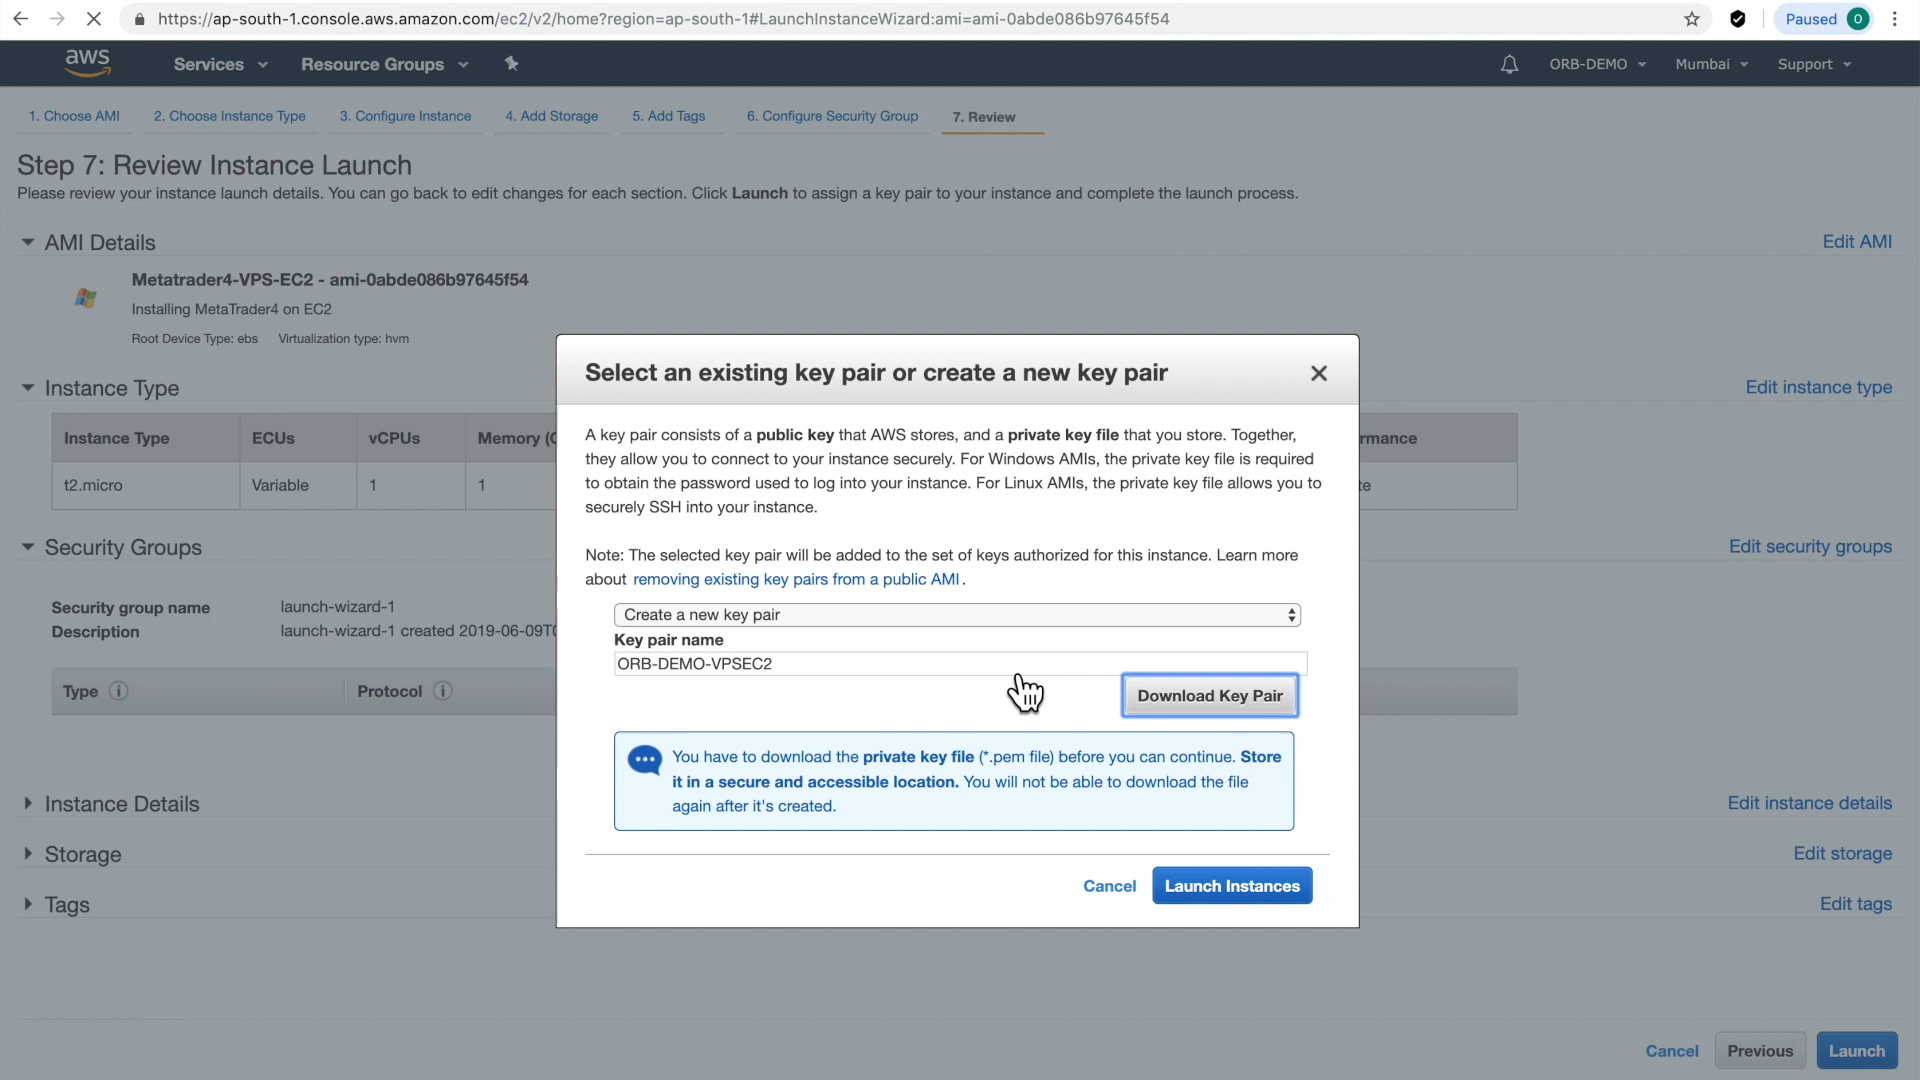 https://ap-south-1.console.aws.amazon.com/ec2/v2/home?region=ap-south-1#LaunchInstanceWizard:ami=ami-0abde086b97645f54
Paused O
aws Services Resource Groups ORB-DEMO Mumbai Support
1. Choose AMI 2. Choose Instance Type 3. Configure Instance 4. Add Storage 5. Add Tags 6. Configure Security Group 7. Review
Step 7: Review Instance Launch
Please review your instance launch details. You can go back to edit changes for each section. Click Launch to assign a key pair to your instance and complete the launch process.
AMI Details Edit AMI
Metatrader4-VPS-EC2 - ami-0abde086b97645f54
Installing MetaTrader4 on EC2
Root Device Type: ebs Virtualization type: hvm
Instance Type Edit instance type
Instance Type ECUs vCPUs Memory (
t2.micro Variable 1 1
Security Groups Edit security groups
Security group name launch-wizard-1
Description launch-wizard-1 created 2019-06-09T
Type i Protocol i
Instance Details Edit instance details
Storage Edit storage
Tags Edit tags
Select an existing key pair or create a new key pair
A key pair consists of a public key that AWS stores, and a private key file that you store. Together,
they allow you to connect to your instance securely. For Windows AMIs, the private key file is required
to obtain the password used to log into your instance. For Linux AMIs, the private key file allows you to
securely SSH into your instance.
Note: The selected key pair will be added to the set of keys authorized for this instance. Learn more
about removing existing key pairs from a public AMI .
Create a new key pair
Key pair name
ORB-DEMO-VPSEC2
Download Key Pair
You have to download the private key file (*.pem file) before you can continue. Store
it in a secure and accessible location. You will not be able to download the file
again after it's created.
Cancel Launch Instances
Cancel Previous Launch